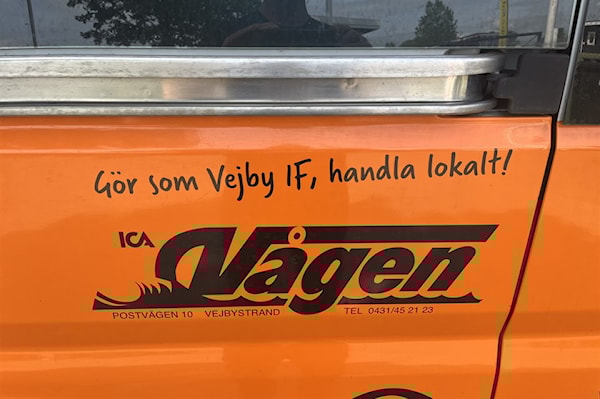 Gör som Vejby IF, handla lokalt!
ICA Vågen
POSTVÄGEN 10 VEJBYSTRAND TEL 0431/45 21 23